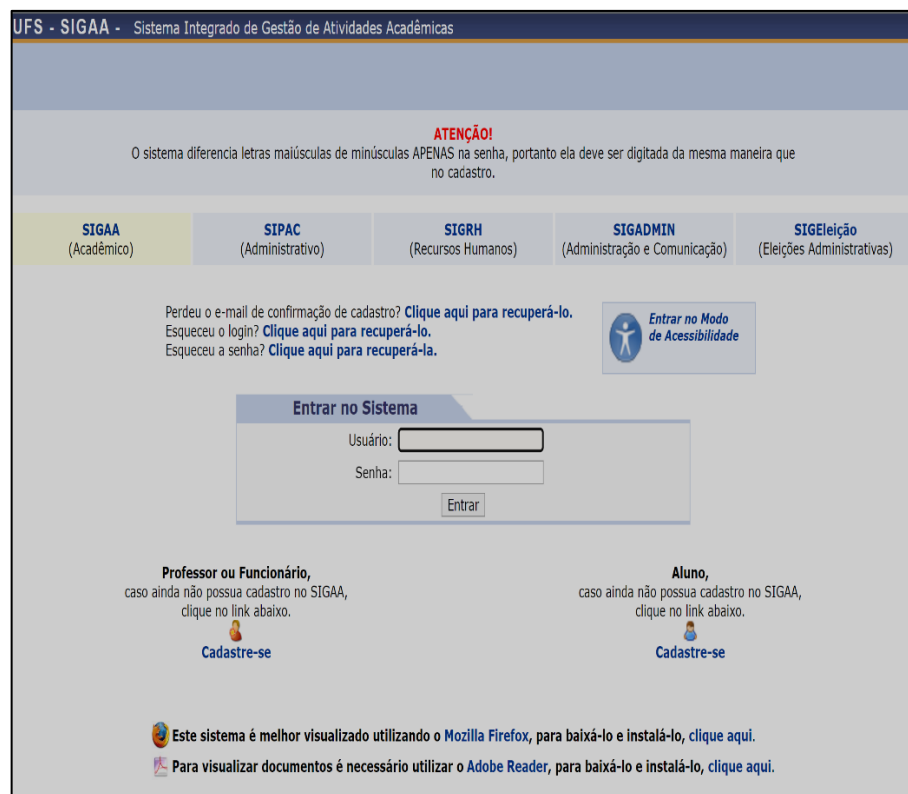 UFS - SIGAA - Sistema Integrado de Gestão de Atividades Acadêmicas
ATENÇÃO!
O sistema diferencia letras maiúsculas de minúsculas APENAS na senha, portanto ela deve ser digitada da mesma maneira que
no cadastro.
SIGAA
(Acadêmico)
SIPAC
(Administrativo)
SIGRH
(Recursos Humanos)
SIGADMIN
(Administração e Comunicação)
SIGEleição
(Eleições Administrativas)
Perdeu o e-mail de confirmação de cadastro? Clique aqui para recuperá-lo.
Esqueceu o login? Clique aqui para recuperá-lo.
Esqueceu a senha? Clique aqui para recuperá-la.
Entrar no Modo
de Acessibilidade
Entrar no Sistema
Usuário:
Senha:
Entrar
Professor ou Funcionário,
caso ainda não possua cadastro no SIGAA,
clique no link abaixo.
Cadastre-se
Aluno,
caso ainda não possua cadastro no SIGAA,
clique no link abaixo.
Cadastre-se
Este sistema é melhor visualizado utilizando o Mozilla Firefox, para baixá-lo e instalá-lo, clique aqui.
Para visualizar documentos é necessário utilizar o Adobe Reader, para baixá-lo e instalá-lo, clique aqui.